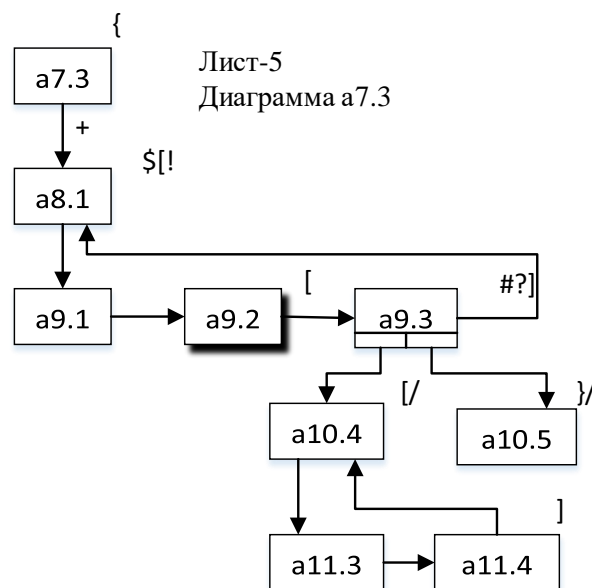 {
a7.3
Лист-5
Диаграмма а7.3
+
$[!
a8.1
[
#?]
a9.1
a9.2
a9.3
[/
}/
a10.4
a10.5
]
a11.3
a11.4